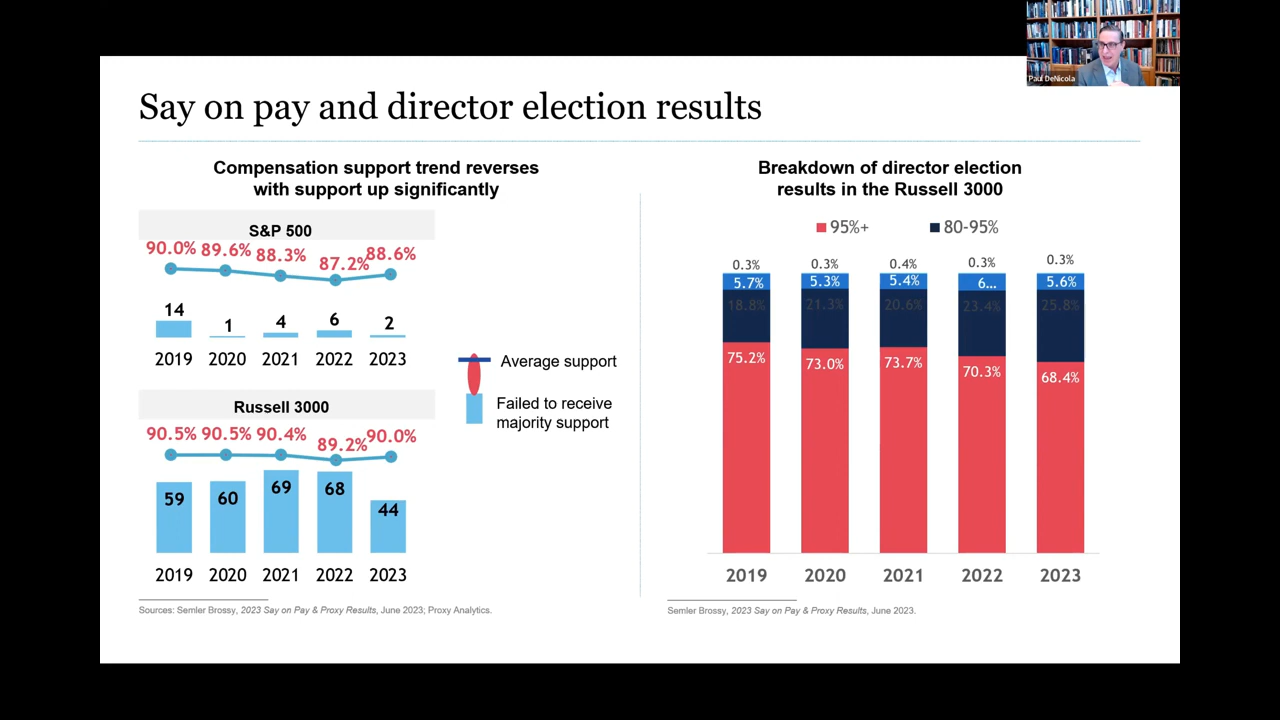 Paul DeNicola
Say on pay and director election results
Compensation support trend reverses
with support up significantly
S&P 500
90.0% 89.6% 88.3% 87.2% 88.6%
14 1 4 6 2
2019 2020 2021 2022 2023
Average support
Failed to receive
majority support
Russell 3000
90.5% 90.5% 90.4% 89.2% 90.0%
59 60 69 68 44
2019 2020 2021 2022 2023
Sources: Semler Brossy, 2023 Say on Pay & Proxy Results, June 2023; Proxy Analytics.
Breakdown of director election
results in the Russell 3000
95%+ 80-95%
0.3% 0.3% 0.4% 0.3% 0.3%
5.7% 5.3% 5.4% 6... 5.6%
18.8% 21.3% 20.6% 23.4% 25.8%
75.2% 73.0% 73.7% 70.3% 68.4%
2019 2020 2021 2022 2023
Semler Brossy, 2023 Say on Pay & Proxy Results, June 2023.